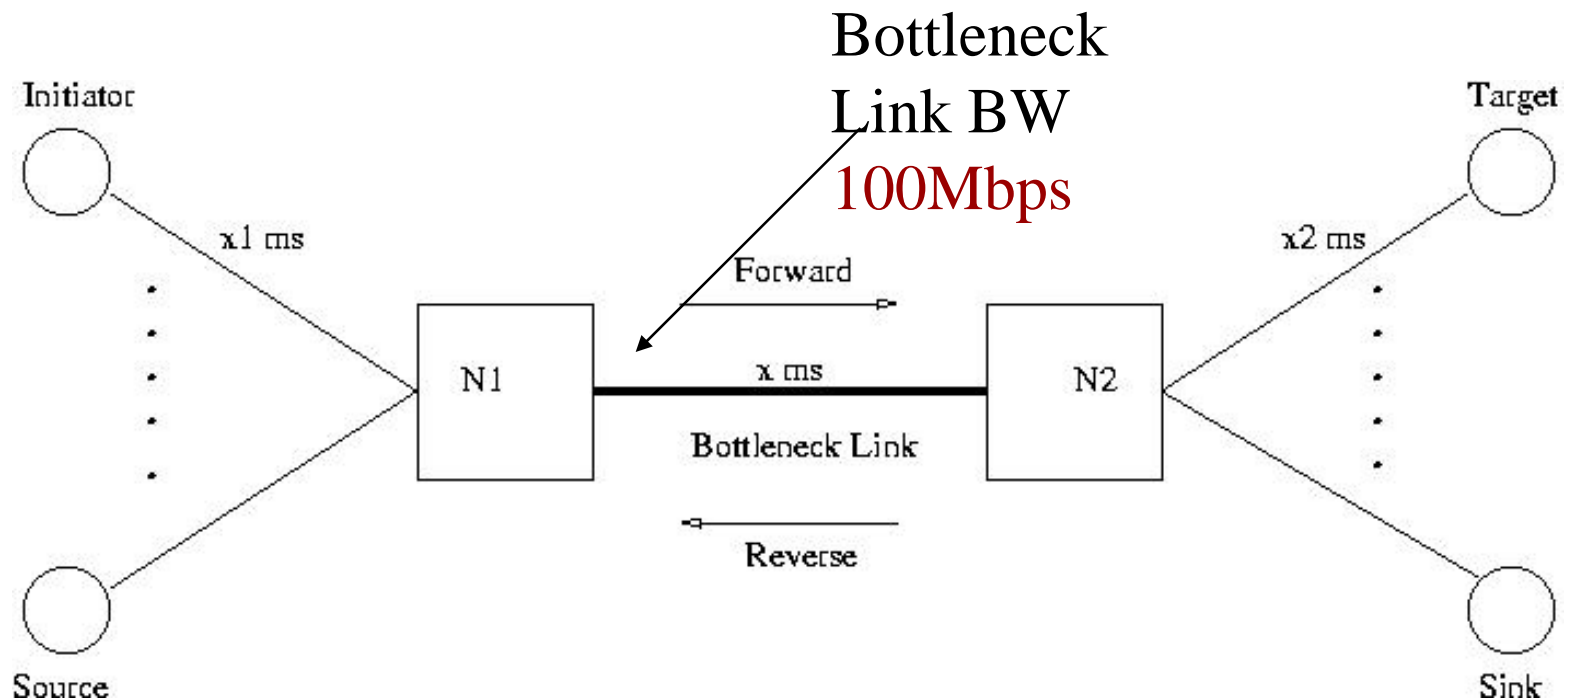 Bottleneck
Link BW
100Mbps
Initiator
Target
x1 ms
x2 ms
Forward
N1
x ms
N2
Bottleneck Link
Reverse
Source
Sink